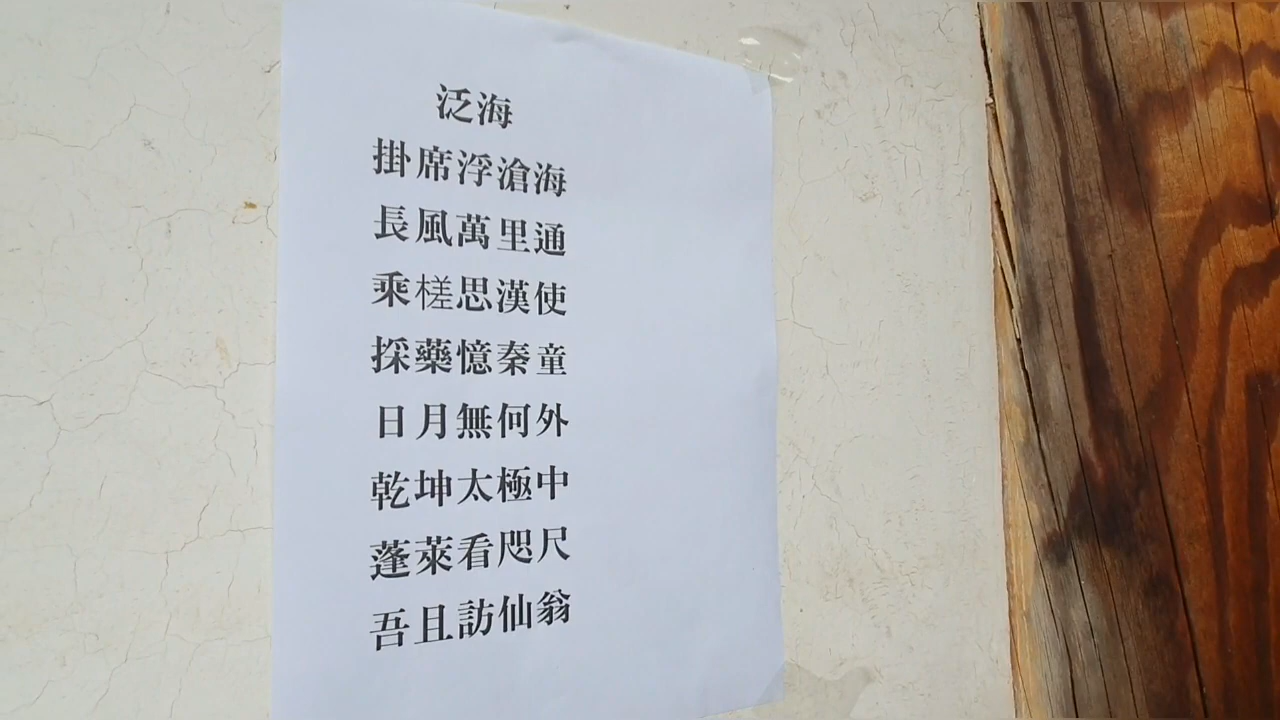 泛海
掛席浮滄海
長風萬里通
乘槎思漢使
採藥憶秦童
日月無何外
乾坤太極中
蓬萊看咫尺
吾且訪仙翁